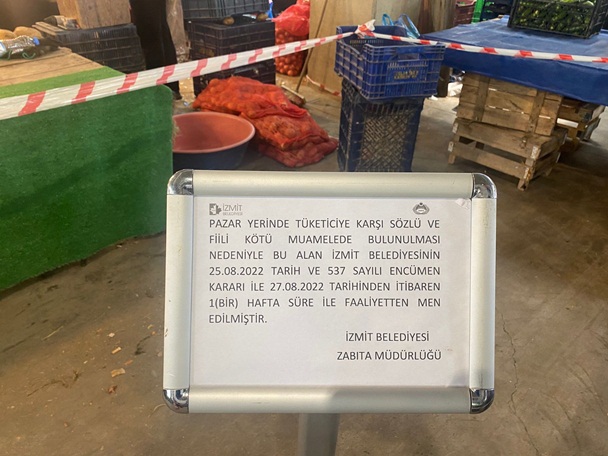 İZMİT
BELEDİYESİ
PAZAR YERİNDE TÜKETİCİYE KARŞI SÖZLÜ VE
FİİLİ KÖTÜ MUAMELEDE BULUNULMASI
NEDENİYLE BU ALAN İZMİT BELEDİYESİNİN
25.08.2022 TARİH VE 537 SAYILI ENCÜMEN
KARARI İLE 27.08.2022 TARİHİNDEN İTİBAREN
1(BİR) HAFTA SÜRE İLE FAALİYETTEN MEN
EDİLMİŞTİR.
İZMİT BELEDİYESİ
ZABITA MÜDÜRLÜĞÜ